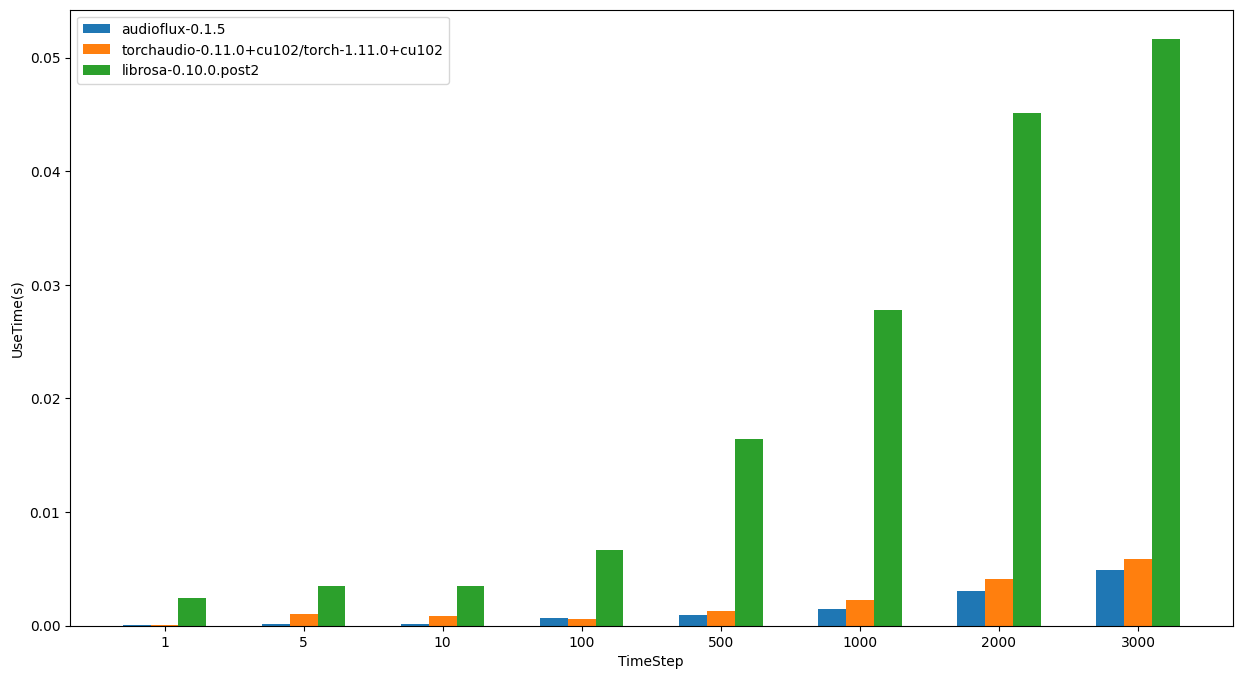 audioflux-0.1.5
torchaudio-0.11.0+cu102/torch-1.11.0+cu102
librosa-0.10.0.post2
0.05
0.04
0.03
0.02
0.01
0.00
UseTime(s)
1 5 10 100 500 1000 2000 3000
TimeStep